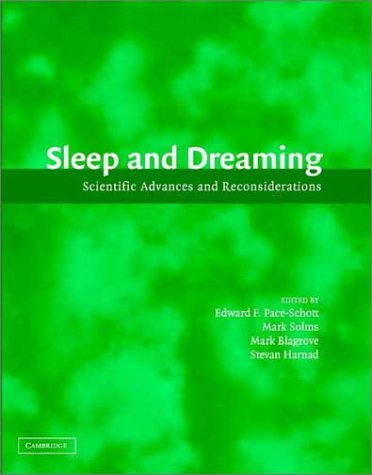 Sleep and Dreaming
Scientific Advances and Reconsiderations
EDITED BY
Edward F. Pace-Schott
Mark Solms
Mark Blagrove
Stevan Harnad
CAMBRIDGE